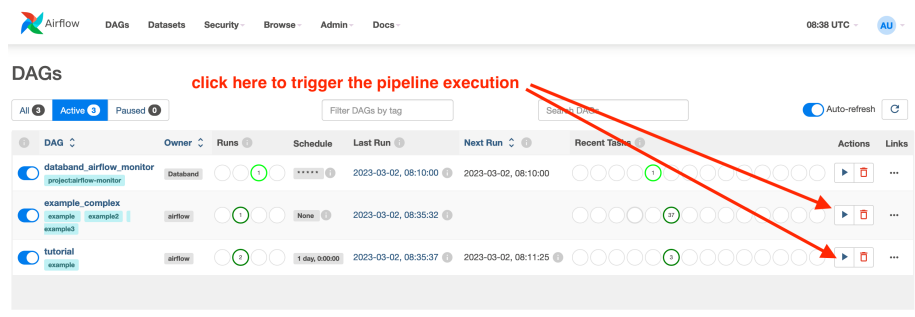 Airflow DAGs Datasets Security Browse Admin Docs 08:38 UTC AU
DAGs
click here to trigger the pipeline execution
All 3 Active 3 Paused 0 Filter DAGs by tag Search DAGs Auto-refresh
DAG Owner Runs Schedule Last Run Next Run Recent Tasks Actions Links
databand_airflow_monitor
project:airflow-monitor
Databand 1 * * * * * 2023-03-02, 08:10:00 2023-03-02, 08:10:00 1
example_complex
example example2
example3
airflow 1 None 2023-03-02, 08:35:32 37
tutorial
example
airflow 2 1 day, 0:00:00 2023-03-02, 08:35:37 2023-03-02, 08:11:25 3